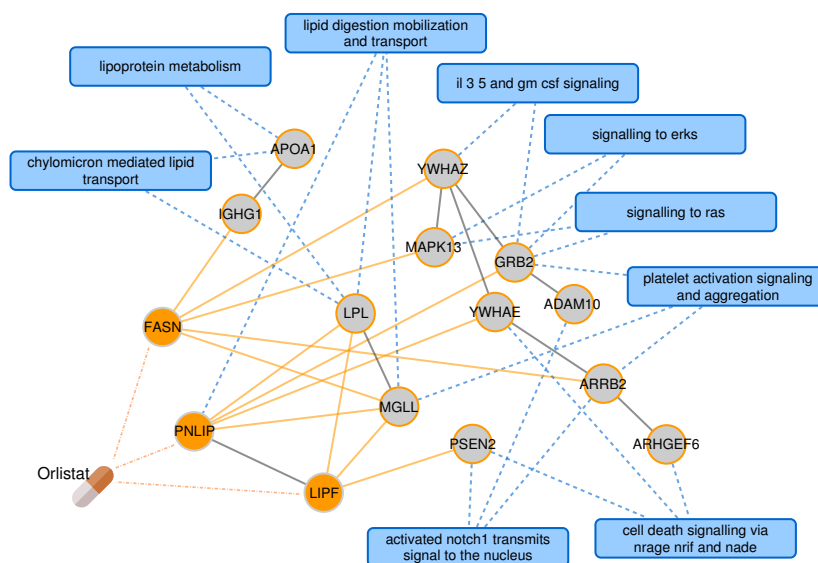 lipid digestion mobilization
and transport
lipoprotein metabolism
il 3 5 and gm csf signaling
signalling to erks
APOA1
chylomicron mediated lipid
transport
YWHAZ
IGHG1
signalling to ras
MAPK13
GRB2
platelet activation signaling
and aggregation
ADAM10
LPL
YWHAE
FASN
ARRB2
MGLL
PNLIP
PSEN2
ARHGEF6
Orlistat
LIPF
activated notch1 transmits
signal to the nucleus
cell death signalling via
nrage nrif and nade